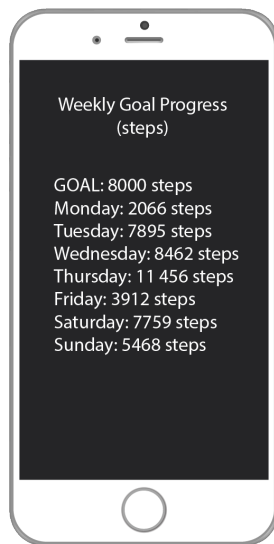 Weekly Goal Progress
(steps)
GOAL: 8000 steps
Monday: 2066 steps
Tuesday: 7895 steps
Wednesday: 8462 steps
Thursday: 11 456 steps
Friday: 3912 steps
Saturday: 7759 steps
Sunday: 5468 steps